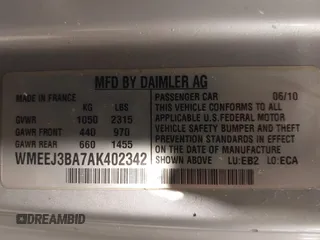 MFD BY DAIMLER AG
MADE IN FRANCE
KG LBS
GVWR 1050 2315
GAWR FRONT 440 970
GAWR REAR 660 1455
PASSENGER CAR 06/10
THIS VEHICLE CONFORMS TO ALL
APPLICABLE U.S.FEDERAL MOTOR
VEHICLE SAFETY BUMPER AND THEFT
PREVENTION STANDARDS IN EFFECT
ON THE DATE OF MANUFACTURE
WMEEJ3BA7AK402342 LU:EB2 LO:ECA
DREAMBID